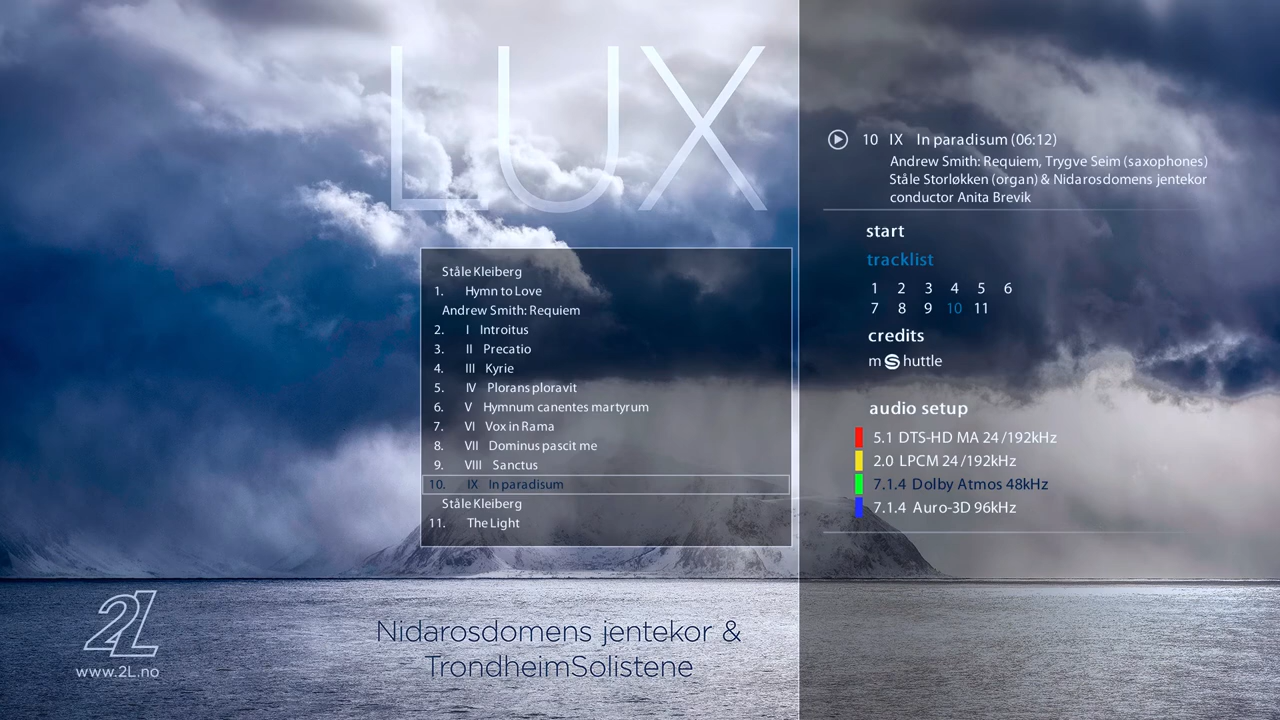 LUX
Ståle Kleiberg
1. Hymn to Love
Andrew Smith: Requiem
2. I Introitus
3. II Precatio
4. III Kyrie
5. IV Plorans ploravit
6. V Hymnum canentes martyrum
7. VI Vox in Rama
8. VII Dominus pascit me
9. VIII Sanctus
10. IX In paradisum
Ståle Kleiberg
11. The Light
2L
www.2L.no
Nidarosdomens jentekor &
TrondheimSolistene
10 IX In paradisum (06:12)
Andrew Smith: Requiem, Trygve Seim (saxophones)
Ståle Storløkken (organ) & Nidarosdomens jentekor
conductor Anita Brevik
start
tracklist
1 2 3 4 5 6
7 8 9 10 11
credits
mShuttle
audio setup
5.1 DTS-HD MA 24/192kHz
2.0 LPCM 24/192kHz
7.1.4 Dolby Atmos 48kHz
7.1.4 Auro-3D 96kHz